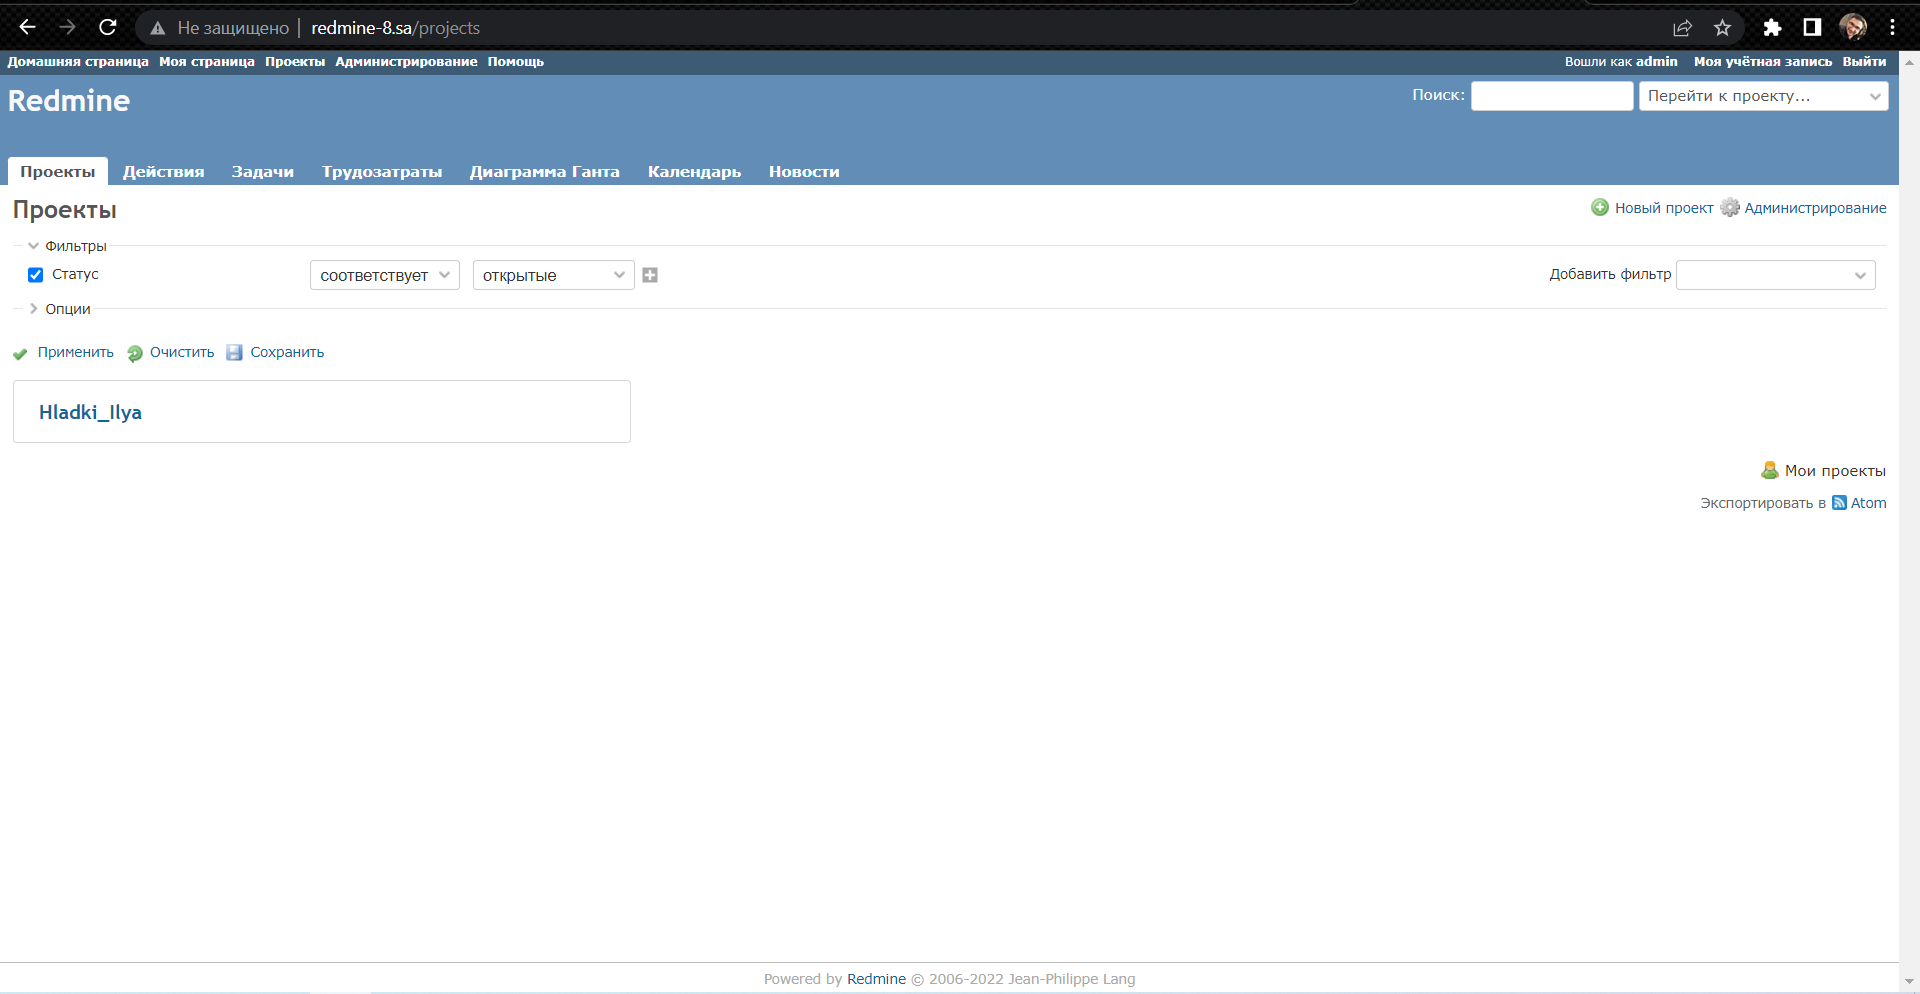 Не защищено | redmine-8.sa/projects
Домашняя страница Моя страница Проекты Администрирование Помощь Вошли как admin Моя учётная запись Выйти
Redmine Поиск: Перейти к проекту...
Проекты Действия Задачи Трудозатраты Диаграмма Ганта Календарь Новости
Проекты Новый проект Администрирование
Фильтры
Статус соответствует открытые Добавить фильтр
Опции
Применить Очистить Сохранить
Hladki_Ilya
Мои проекты
Экспортировать в Atom
Powered by Redmine © 2006-2022 Jean-Philippe Lang